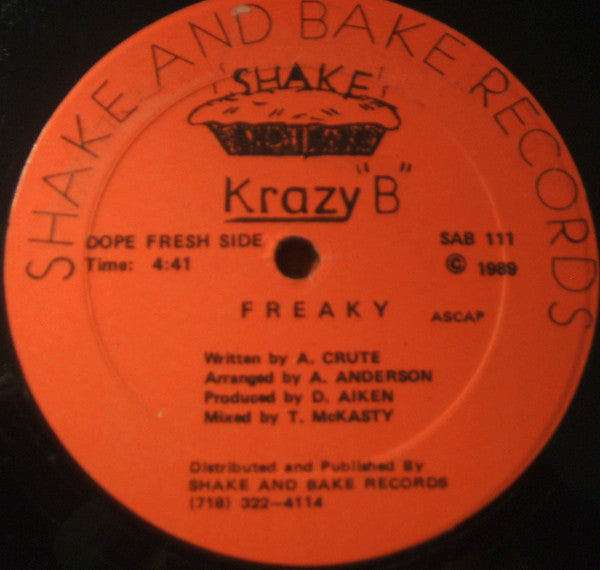 SHAKE AND BAKE RECORDS
SHAKE
Krazy "B"
DOPE FRESH SIDE
Time: 4:41
SAB 111
© 1989
FREAKY
ASCAP
Written by A. CRUTE
Arranged by A. ANDERSON
Produced by D. AIKEN
Mixed by T. McKASTY
Distributed and Published By
SHAKE AND BAKE RECORDS
(718) 322-4114